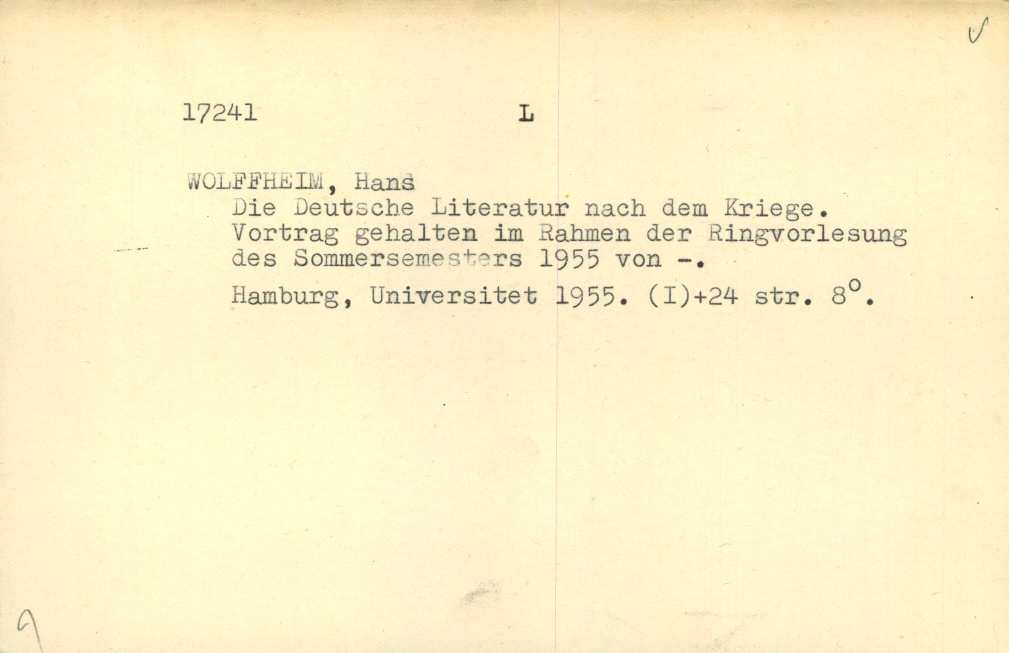 17241 L
WOLFFHEIM, Hans
Die Deutsche Literatur nach dem Kriege.
Vortrag gehalten im Rahmen der Ringvorlesung
des Sommersemesters 1955 von -.
Hamburg, Universitet 1955. (I)+24 str. 8°.